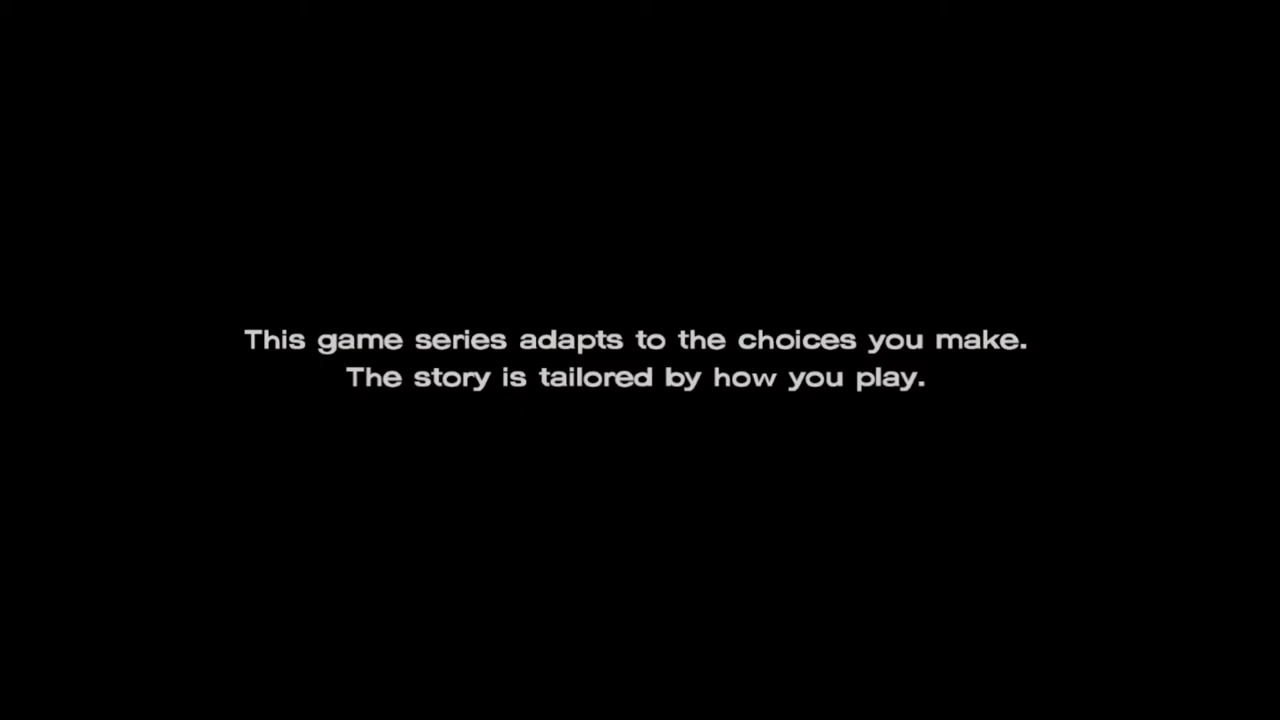 This game series adapts to the choices you make.
The story is tailored by how you play.